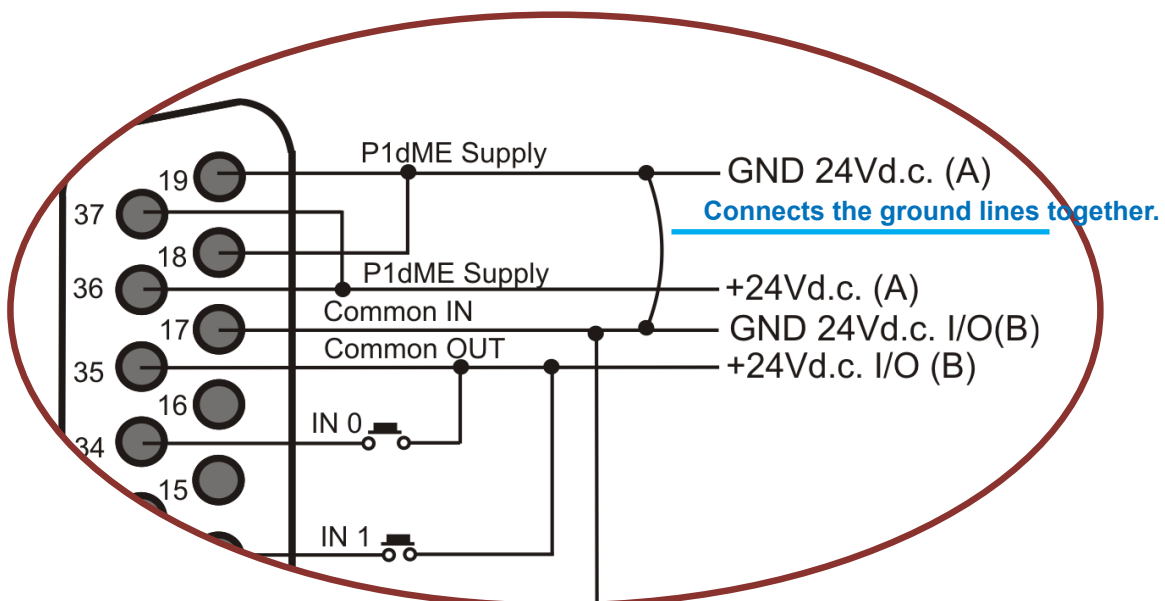 P1dME Supply
19
GND 24Vd.c. (A)
37
Connects the ground lines together.
18
P1dME Supply
36
+24Vd.c. (A)
Common IN
17
GND 24Vd.c. I/O(B)
Common OUT
35
+24Vd.c. I/O (B)
16
IN 0
34
15
IN 1